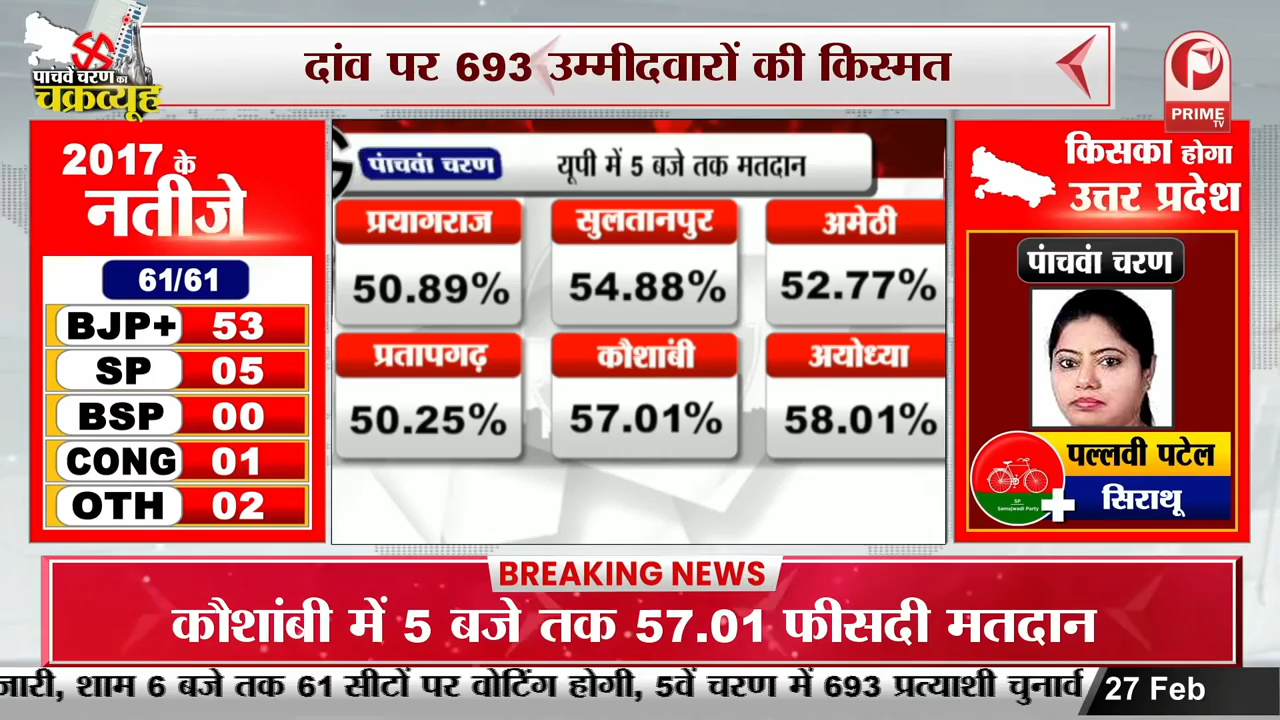 पांचवें चरण का
चक्रव्यूह
दांव पर 693 उम्मीदवारों की किस्मत
PRIME
TV
2017 के
नतीजे
61/61
BJP+ 53
SP 05
BSP 00
CONG 01
OTH 02
पांचवां चरण यूपी में 5 बजे तक मतदान
प्रयागराज सुलतानपुर अमेठी
50.89% 54.88% 52.77%
प्रतापगढ़ कौशांबी अयोध्या
50.25% 57.01% 58.01%
किसका होगा
उत्तर प्रदेश
पांचवां चरण
पल्लवी पटेल
सिराथू
SP
Samajwadi Party
BREAKING NEWS
कौशांबी में 5 बजे तक 57.01 फीसदी मतदान
जारी, शाम 6 बजे तक 61 सीटों पर वोटिंग होगी, 5वें चरण में 693 प्रत्याशी चुनाव
27 Feb